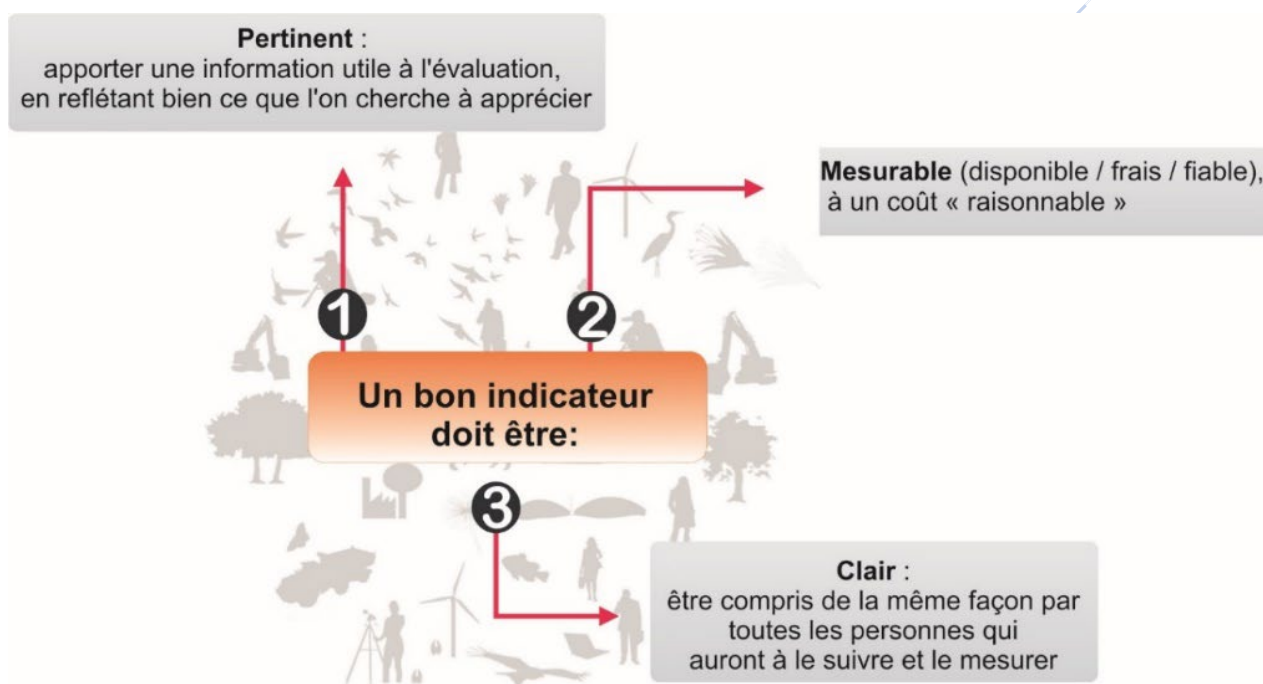 Pertinent :
apporter une information utile à l'évaluation,
en reflétant bien ce que l'on cherche à apprécier
Mesurable (disponible / frais / fiable),
à un coût « raisonnable »
1
2
Un bon indicateur
doit être:
3
Clair :
être compris de la même façon par
toutes les personnes qui
auront à le suivre et le mesurer